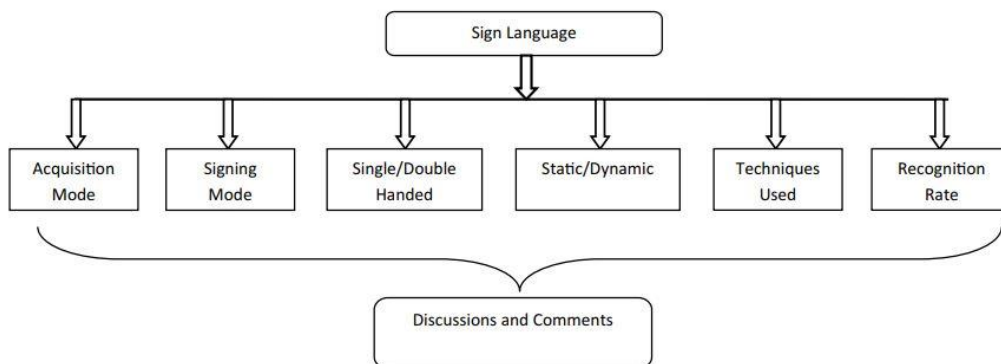 Sign Language
Acquisition
Mode
Signing
Mode
Single/Double
Handed
Static/Dynamic
Techniques
Used
Recognition
Rate
Discussions and Comments